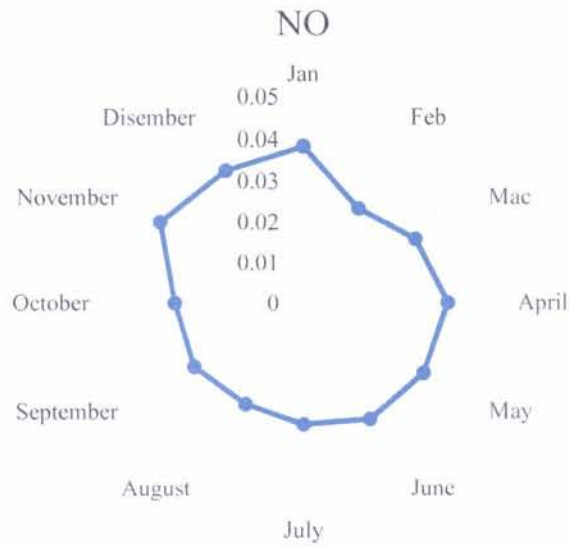 NO
Jan
0.05
Disember
Feb
0.04
0.03
November
Mac
0.02
0.01
October
0
April
September
May
August
June
July